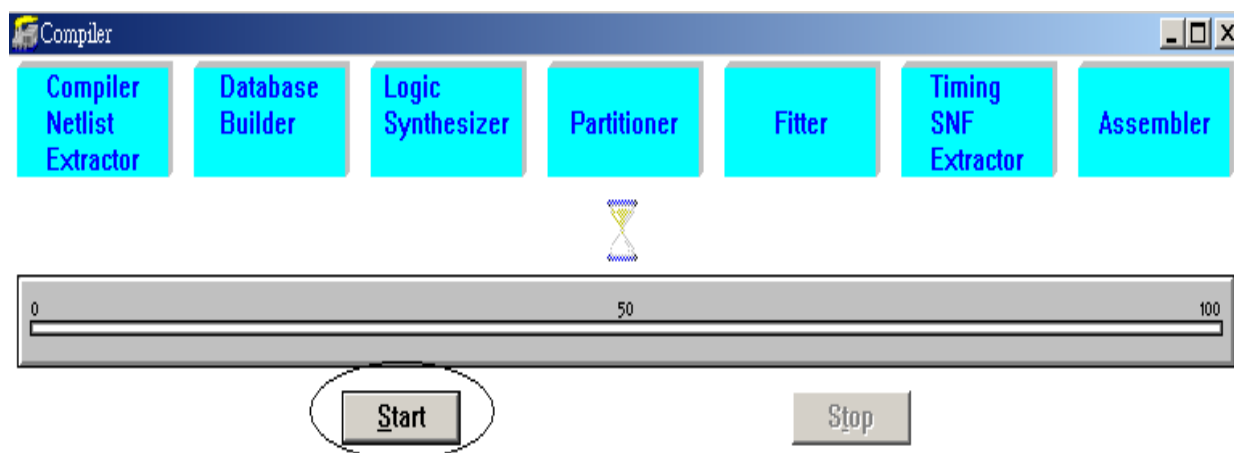 Compiler
Compiler
Netlist
Extractor
Database
Builder
Logic
Synthesizer
Partitioner
Fitter
Timing
SNF
Extractor
Assembler
0 50 100
Start
Stop